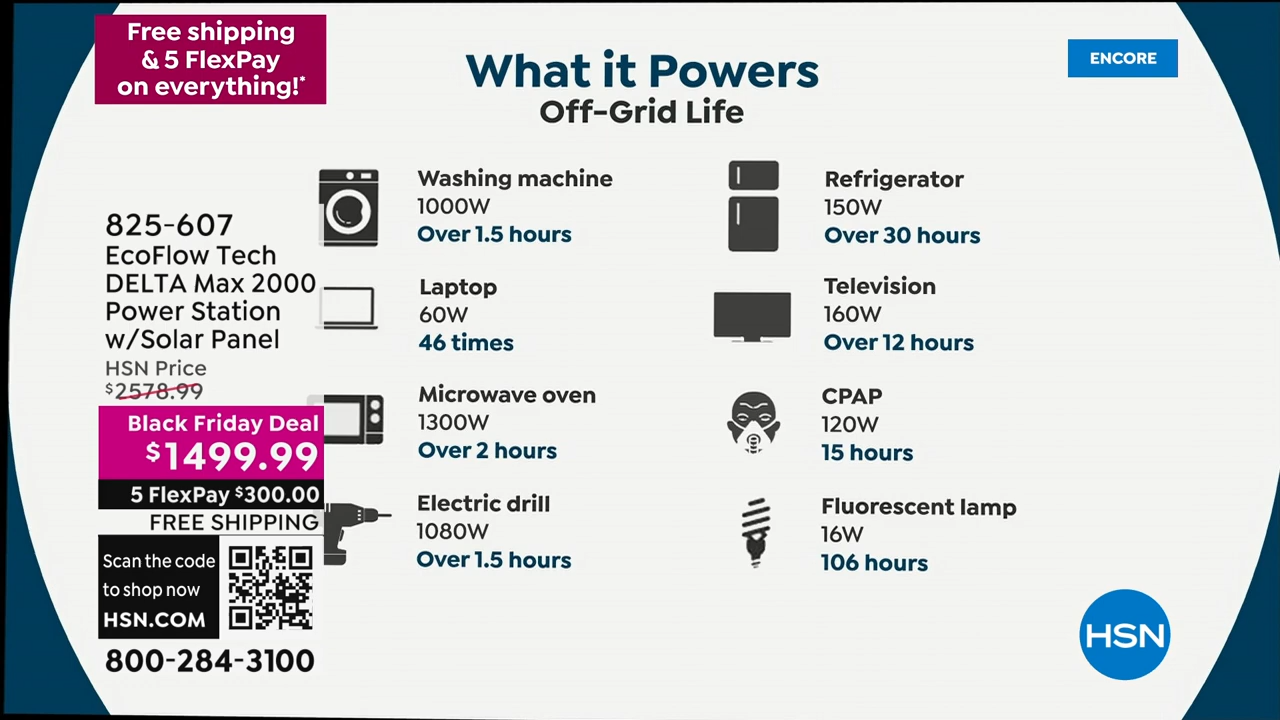 Free shipping
& 5 FlexPay
on everything!*
What it Powers
Off-Grid Life
ENCORE
825-607
EcoFlow Tech
DELTA Max 2000
Power Station
w/Solar Panel
HSN Price
$2578.99
Black Friday Deal
$1499.99
5 FlexPay $300.00
FREE SHIPPING
Scan the code
to shop now
HSN.COM
800-284-3100
Washing machine
1000W
Over 1.5 hours
Laptop
60W
46 times
Microwave oven
1300W
Over 2 hours
Electric drill
1080W
Over 1.5 hours
Refrigerator
150W
Over 30 hours
Television
160W
Over 12 hours
CPAP
120W
15 hours
Fluorescent lamp
16W
106 hours
HSN